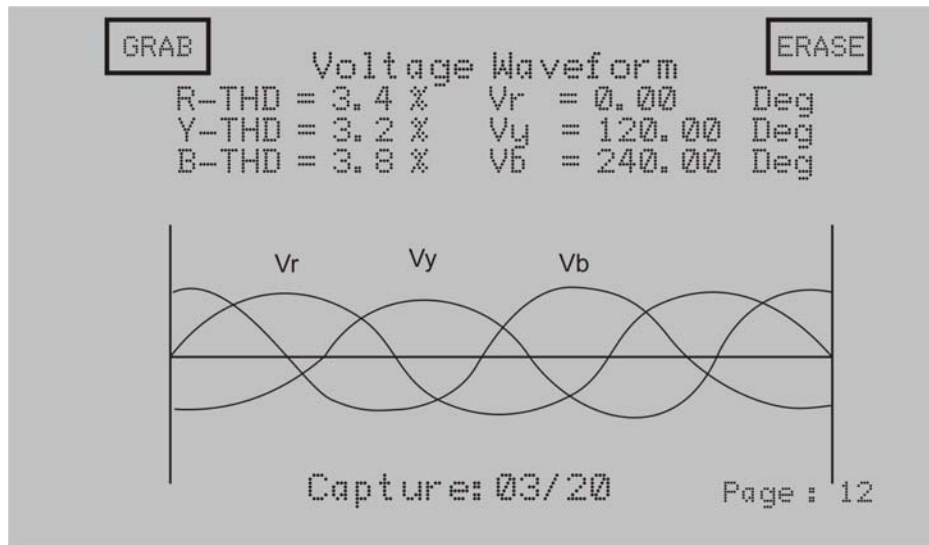 GRAB
ERASE
Voltage Waveform
R-THD = 3.4 % Vr = 0.00 Deg
Y-THD = 3.2 % Vy = 120.00 Deg
B-THD = 3.8 % Vb = 240.00 Deg
Vr Vy Vb
Capture:03/20
Page: 12